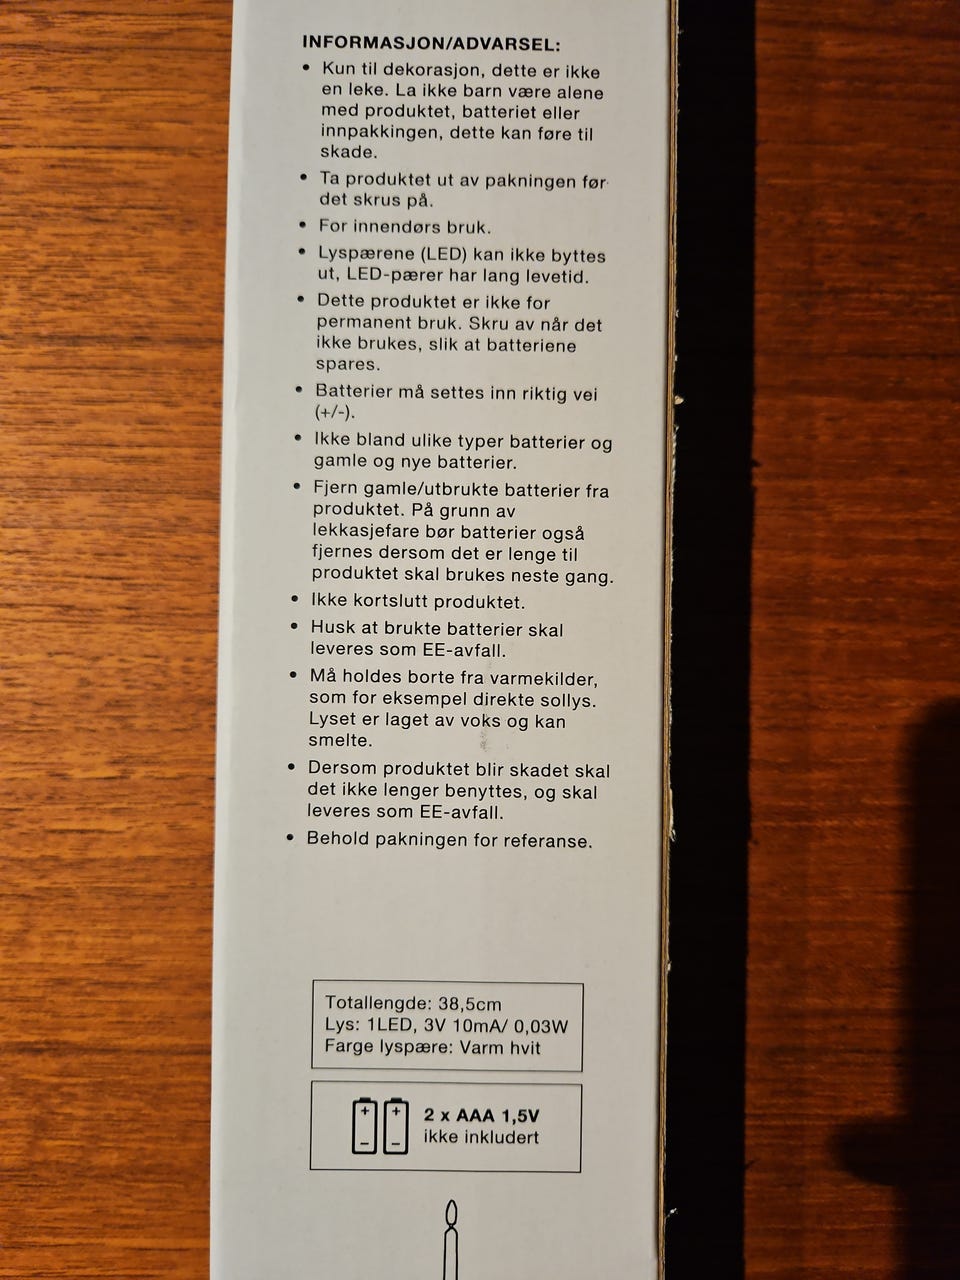 INFORMASJON/ADVARSEL:
• Kun til dekorasjon, dette er ikke
en leke. La ikke barn være alene
med produktet, batteriet eller
innpakkingen, dette kan føre til
skade.
• Ta produktet ut av pakningen før
det skrus på.
• For innendørs bruk.
• Lyspærene (LED) kan ikke byttes
ut, LED-pærer har lang levetid.
• Dette produktet er ikke for
permanent bruk. Skru av når det
ikke brukes, slik at batteriene
spares.
• Batterier må settes inn riktig vei
(+/-).
• Ikke bland ulike typer batterier og
gamle og nye batterier.
• Fjern gamle/utbrukte batterier fra
produktet. På grunn av
lekkasjefare bør batterier også
fjernes dersom det er lenge til
produktet skal brukes neste gang.
• Ikke kortslutt produktet.
• Husk at brukte batterier skal
leveres som EE-avfall.
• Må holdes borte fra varmekilder,
som for eksempel direkte sollys.
Lyset er laget av voks og kan
smelte.
• Dersom produktet blir skadet skal
det ikke lenger benyttes, og skal
leveres som EE-avfall.
• Behold pakningen for referanse.
Totallengde: 38,5cm
Lys: 1LED, 3V 10mA/ 0,03W
Farge lyspære: Varm hvit
+ + 2 x AAA 1,5V
− − ikke inkludert